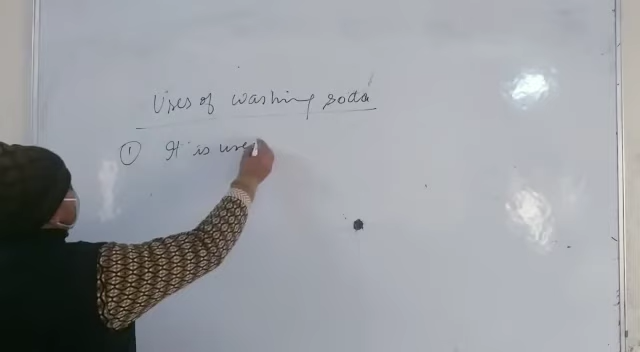 Uses of washing soda
① It is use